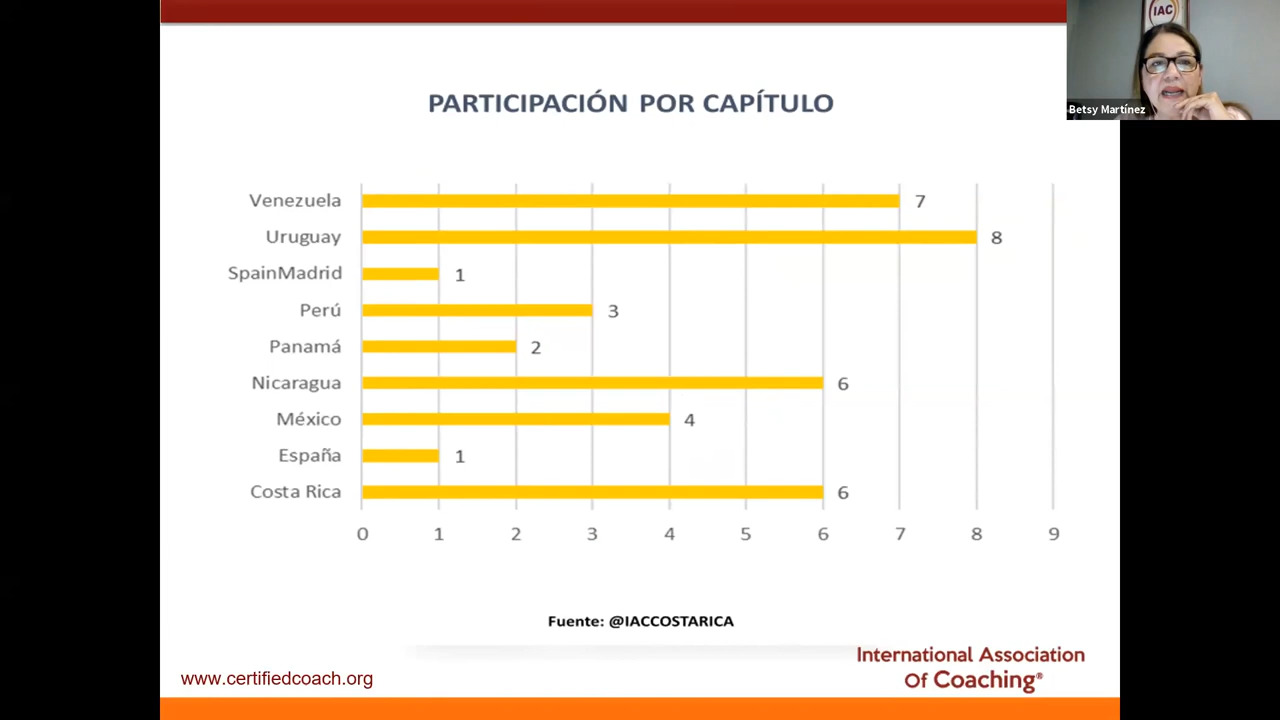 IAC
Betsy Martínez
PARTICIPACIÓN POR CAPÍTULO
Venezuela 7
Uruguay 8
SpainMadrid 1
Perú 3
Panamá 2
Nicaragua 6
México 4
España 1
Costa Rica 6
0 1 2 3 4 5 6 7 8 9
Fuente: @IACCOSTARICA
International Association
Of Coaching®
www.certifiedcoach.org